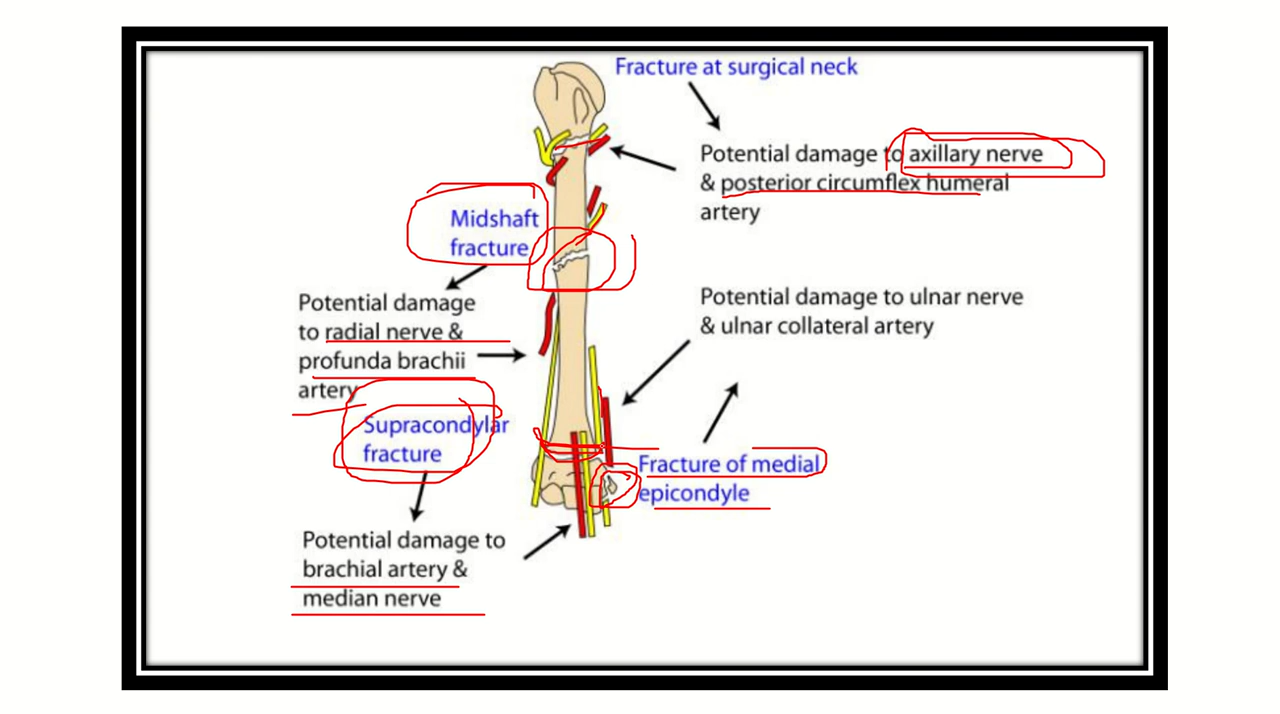 Fracture at surgical neck
Potential damage to axillary nerve
& posterior circumflex humeral
artery
Midshaft
fracture
Potential damage
to radial nerve &
profunda brachii
artery
Potential damage to ulnar nerve
& ulnar collateral artery
Supracondylar
fracture
Fracture of medial
epicondyle
Potential damage to
brachial artery &
median nerve